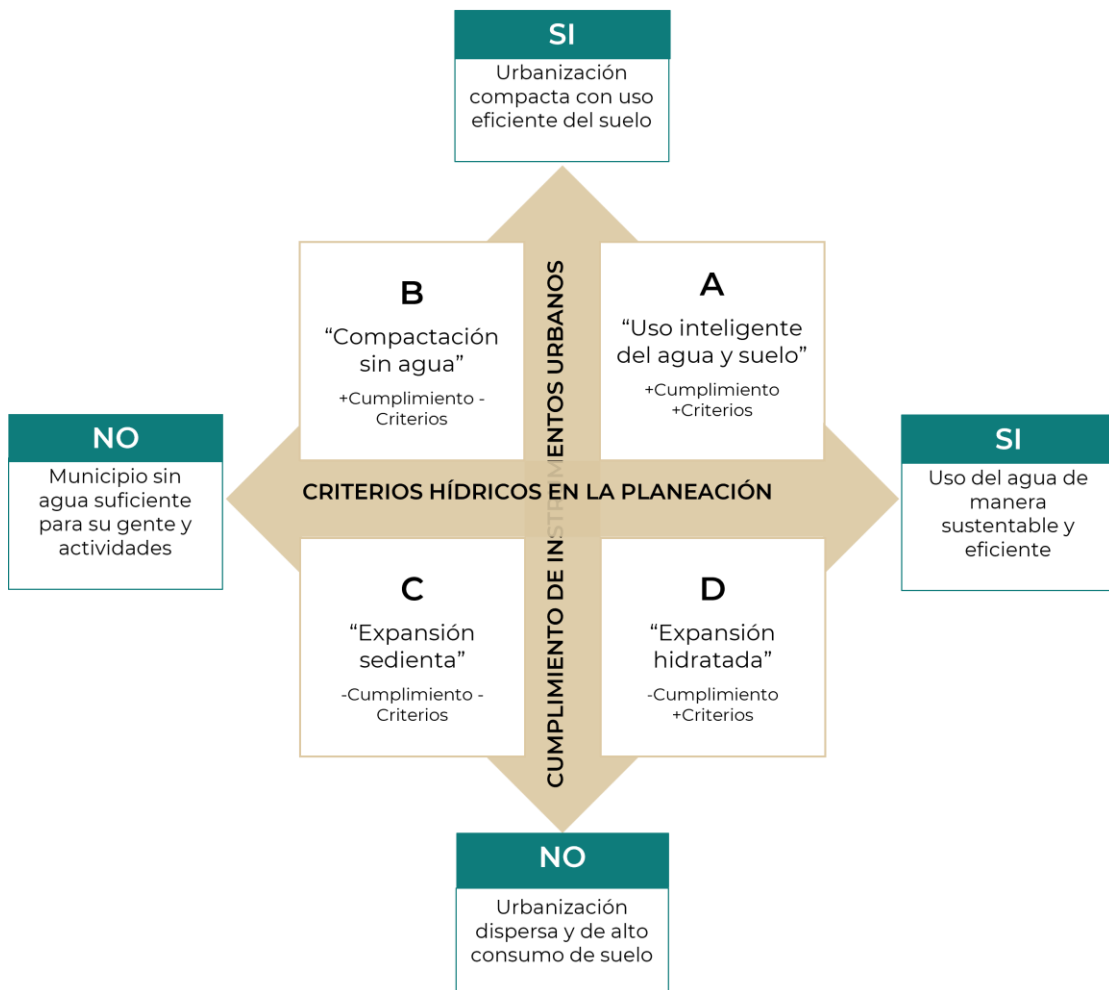 SI
Urbanización
compacta con uso
eficiente del suelo
B
“Compactación
sin agua”
+Cumplimiento -
Criterios
A
“Uso inteligente
del agua y suelo”
+Cumplimiento
+Criterios
CUMPLIMIENTO DE INSTRUMENTOS URBANOS
NO
Municipio sin
agua suficiente
para su gente y
actividades
CRITERIOS HÍDRICOS EN LA PLANEACIÓN
SI
Uso del agua de
manera
sustentable y
eficiente
C
“Expansión
sedienta”
-Cumplimiento -
Criterios
D
“Expansión
hidratada”
-Cumplimiento
+Criterios
NO
Urbanización
dispersa y de alto
consumo de suelo